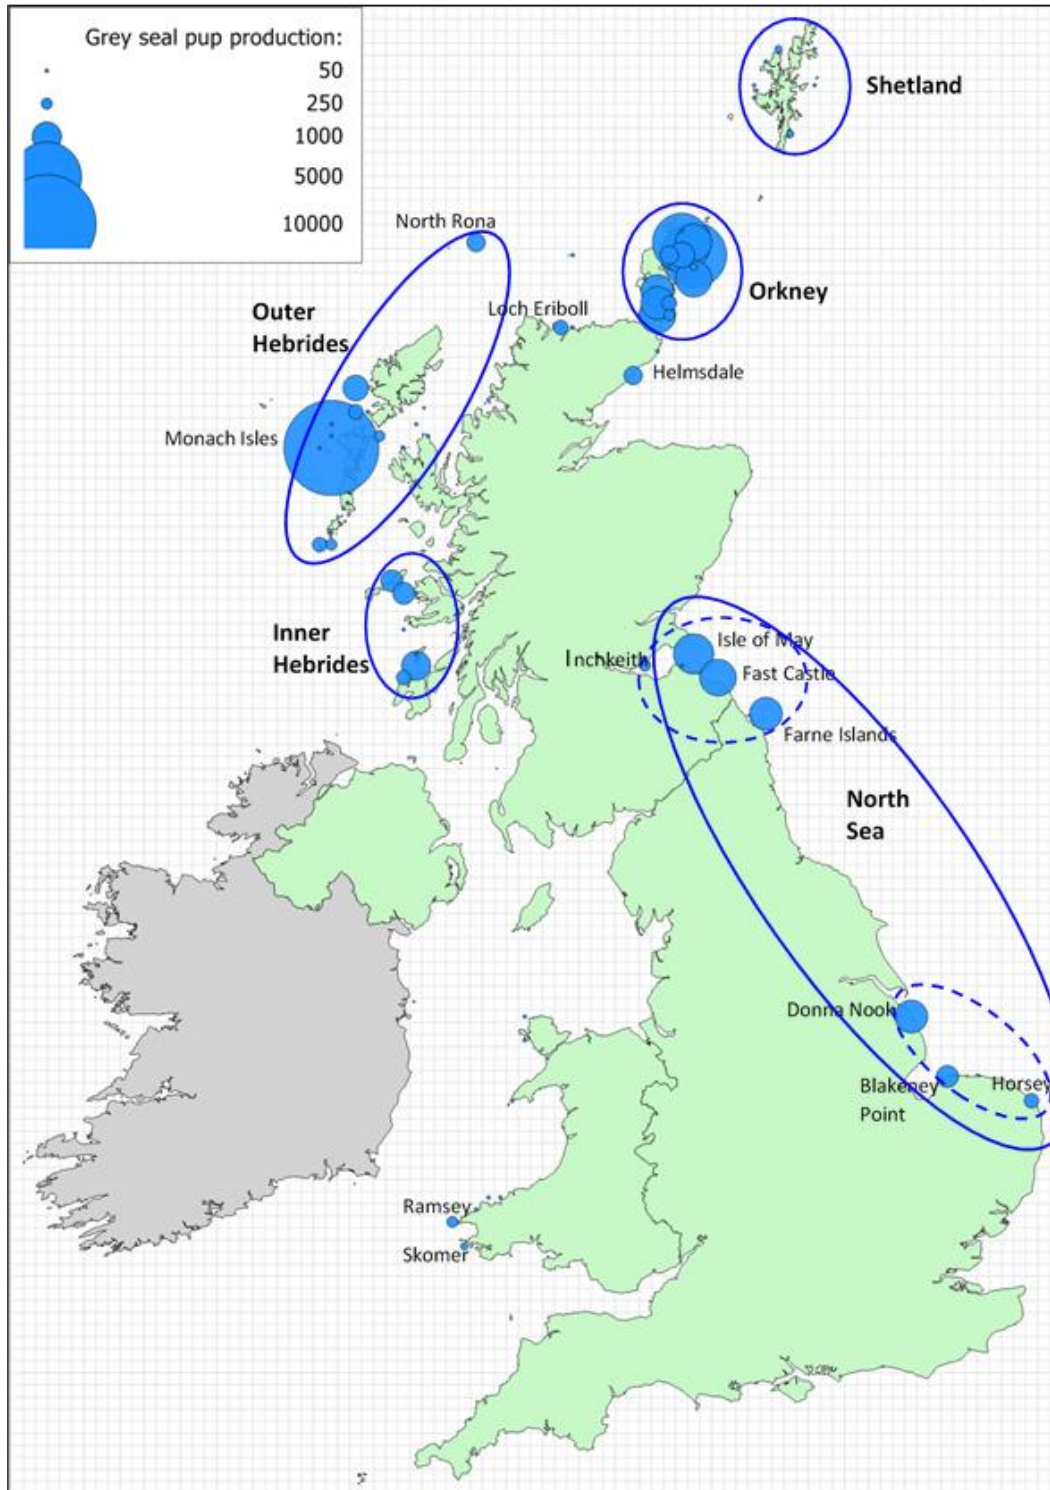 Grey seal pup production:
50
250
1000
5000
10000
Shetland
North Rona
Orkney
Outer
Hebrides
Loch Eriboll
Helmsdale
Monach Isles
Inner
Hebrides
Inchkeith
Isle of May
Fast Castle
Farne Islands
North
Sea
Donna Nook
Blakeney
Point
Horsey
Ramsey
Skomer